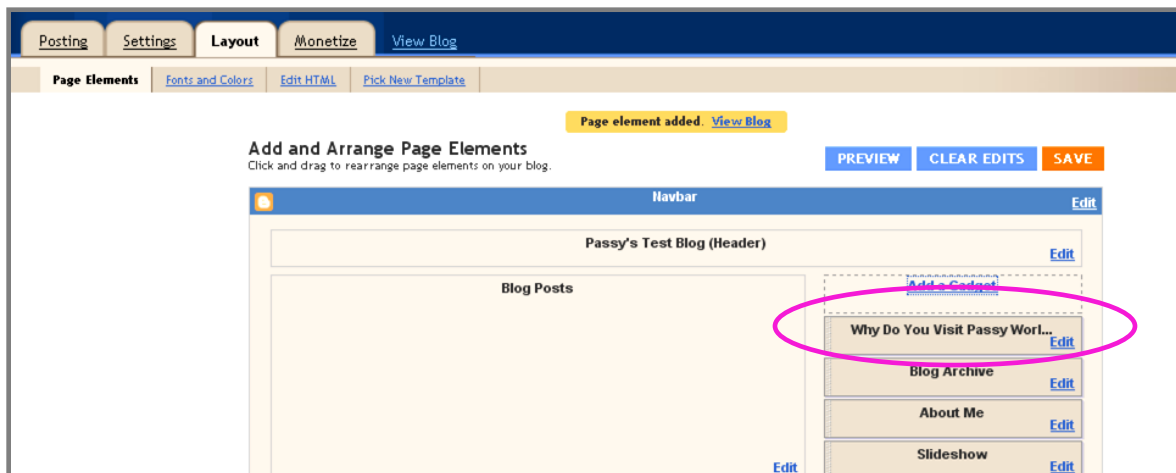 Posting Settings Layout Monetize View Blog
Page Elements Fonts and Colors Edit HTML Pick New Template
Page element added. View Blog
Add and Arrange Page Elements
Click and drag to rearrange page elements on your blog.
PREVIEW CLEAR EDITS SAVE
Navbar
Edit
Passy's Test Blog (Header)
Edit
Blog Posts
Edit
Add a Gadget
Why Do You Visit Passy Worl...
Edit
Blog Archive
Edit
About Me
Edit
Slideshow
Edit